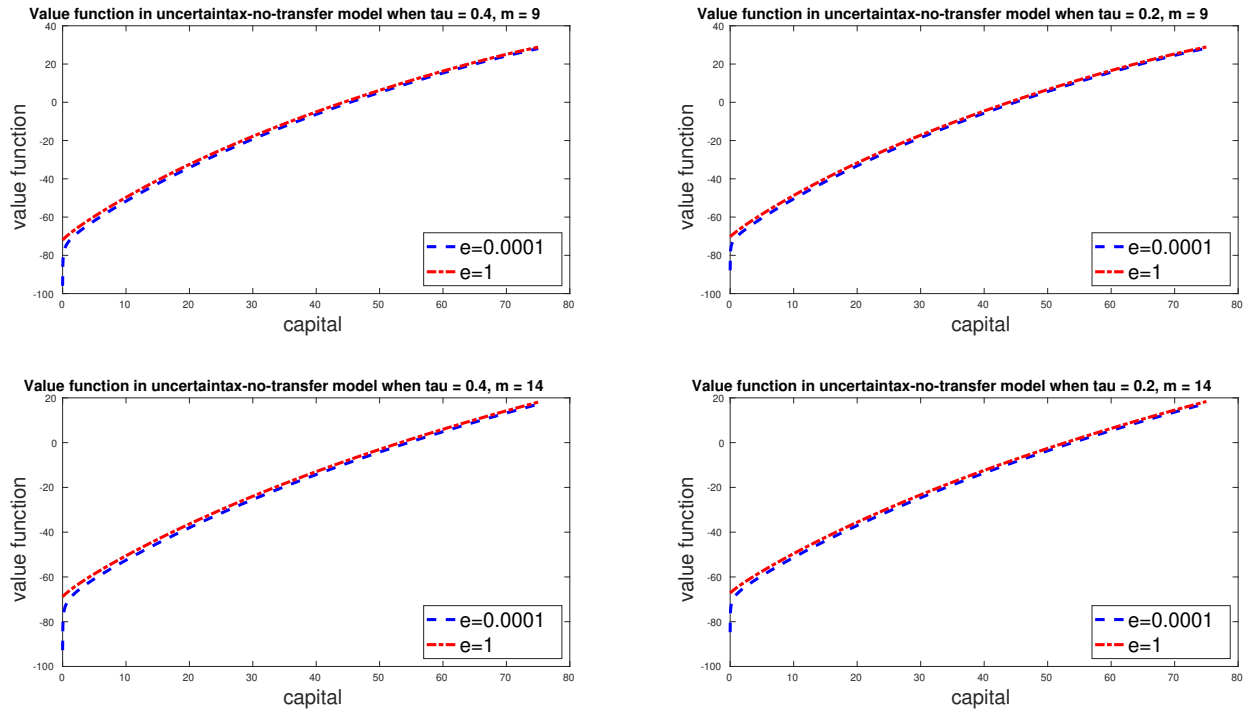 Value function in uncertaintax-no-transfer model when tau = 0.4, m = 9
40
20
0
-20
-40
-60
-80
-100
value function
0 10 20 30 40 50 60 70 80
capital
e=0.0001
e=1
Value function in uncertaintax-no-transfer model when tau = 0.2, m = 9
40
20
0
-20
-40
-60
-80
-100
value function
0 10 20 30 40 50 60 70 80
capital
e=0.0001
e=1
Value function in uncertaintax-no-transfer model when tau = 0.4, m = 14
20
0
-20
-40
-60
-80
-100
value function
0 10 20 30 40 50 60 70 80
capital
e=0.0001
e=1
Value function in uncertaintax-no-transfer model when tau = 0.2, m = 14
20
0
-20
-40
-60
-80
-100
value function
0 10 20 30 40 50 60 70 80
capital
e=0.0001
e=1